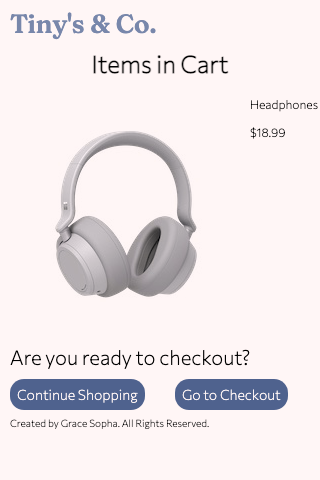 Tiny's & Co.
Items in Cart
Headphones
$18.99
Are you ready to checkout?
Continue Shopping
Go to Checkout
Created by Grace Sopha. All Rights Reserved.